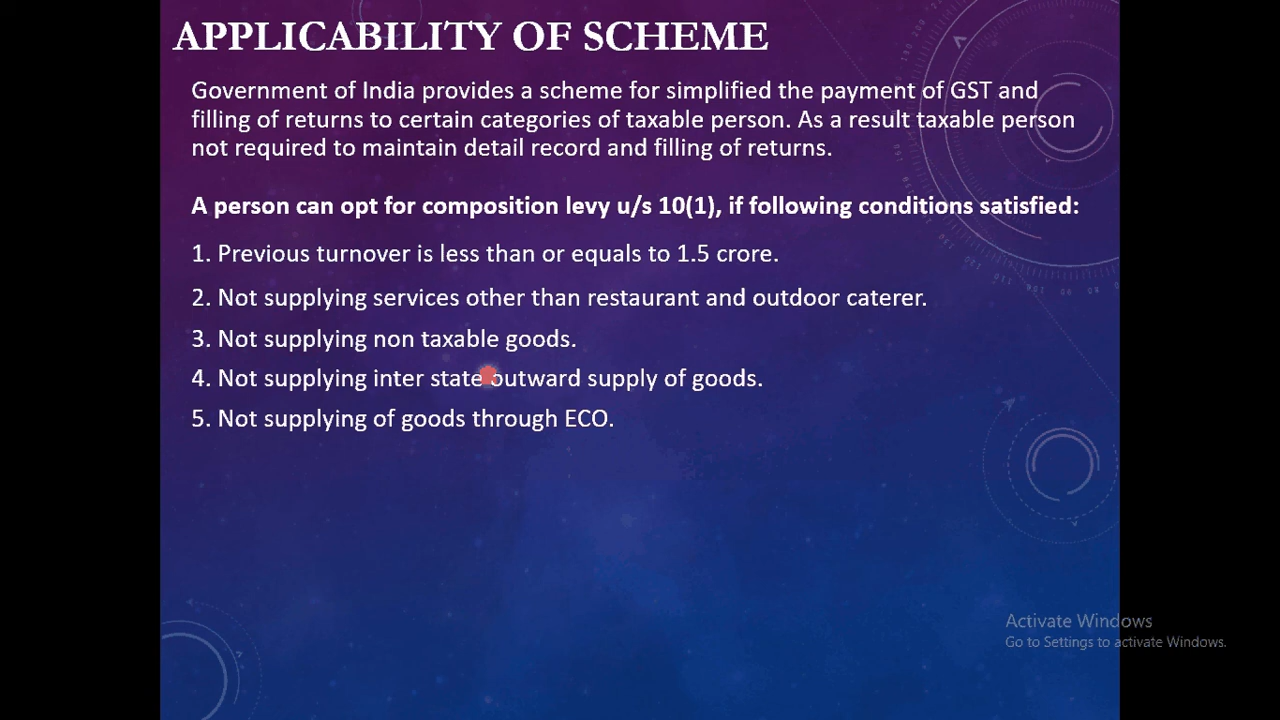 APPLICABILITY OF SCHEME
Government of India provides a scheme for simplified the payment of GST and
filling of returns to certain categories of taxable person. As a result taxable person
not required to maintain detail record and filling of returns.
A person can opt for composition levy u/s 10(1), if following conditions satisfied:
1. Previous turnover is less than or equals to 1.5 crore.
2. Not supplying services other than restaurant and outdoor caterer.
3. Not supplying non taxable goods.
4. Not supplying inter state outward supply of goods.
5. Not supplying of goods through ECO.
Activate Windows
Go to Settings to activate Windows.